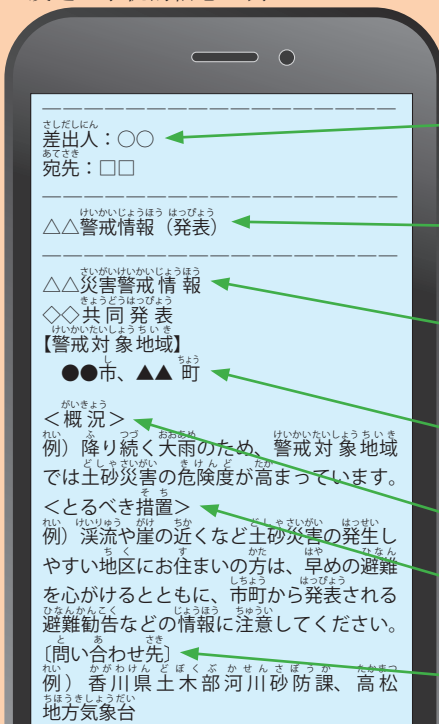 差出人：○○
宛先：□□
△△警戒情報（発表）
△△災害警戒情報
◇◇共同発表
【警戒対象地域】
●●市、▲▲町
＜概況＞
例）降り続く大雨のため、警戒対象地域
では土砂災害の危険度が高まっています。
＜とるべき措置＞
例）渓流や崖の近くなど土砂災害の発生し
やすい地区にお住まいの方は、早めの避難
を心がけるとともに、市町から発表される
避難勧告などの情報に注意してください。
〔問い合わせ先〕
例）香川県土木部河川砂防課、高松
地方気象台